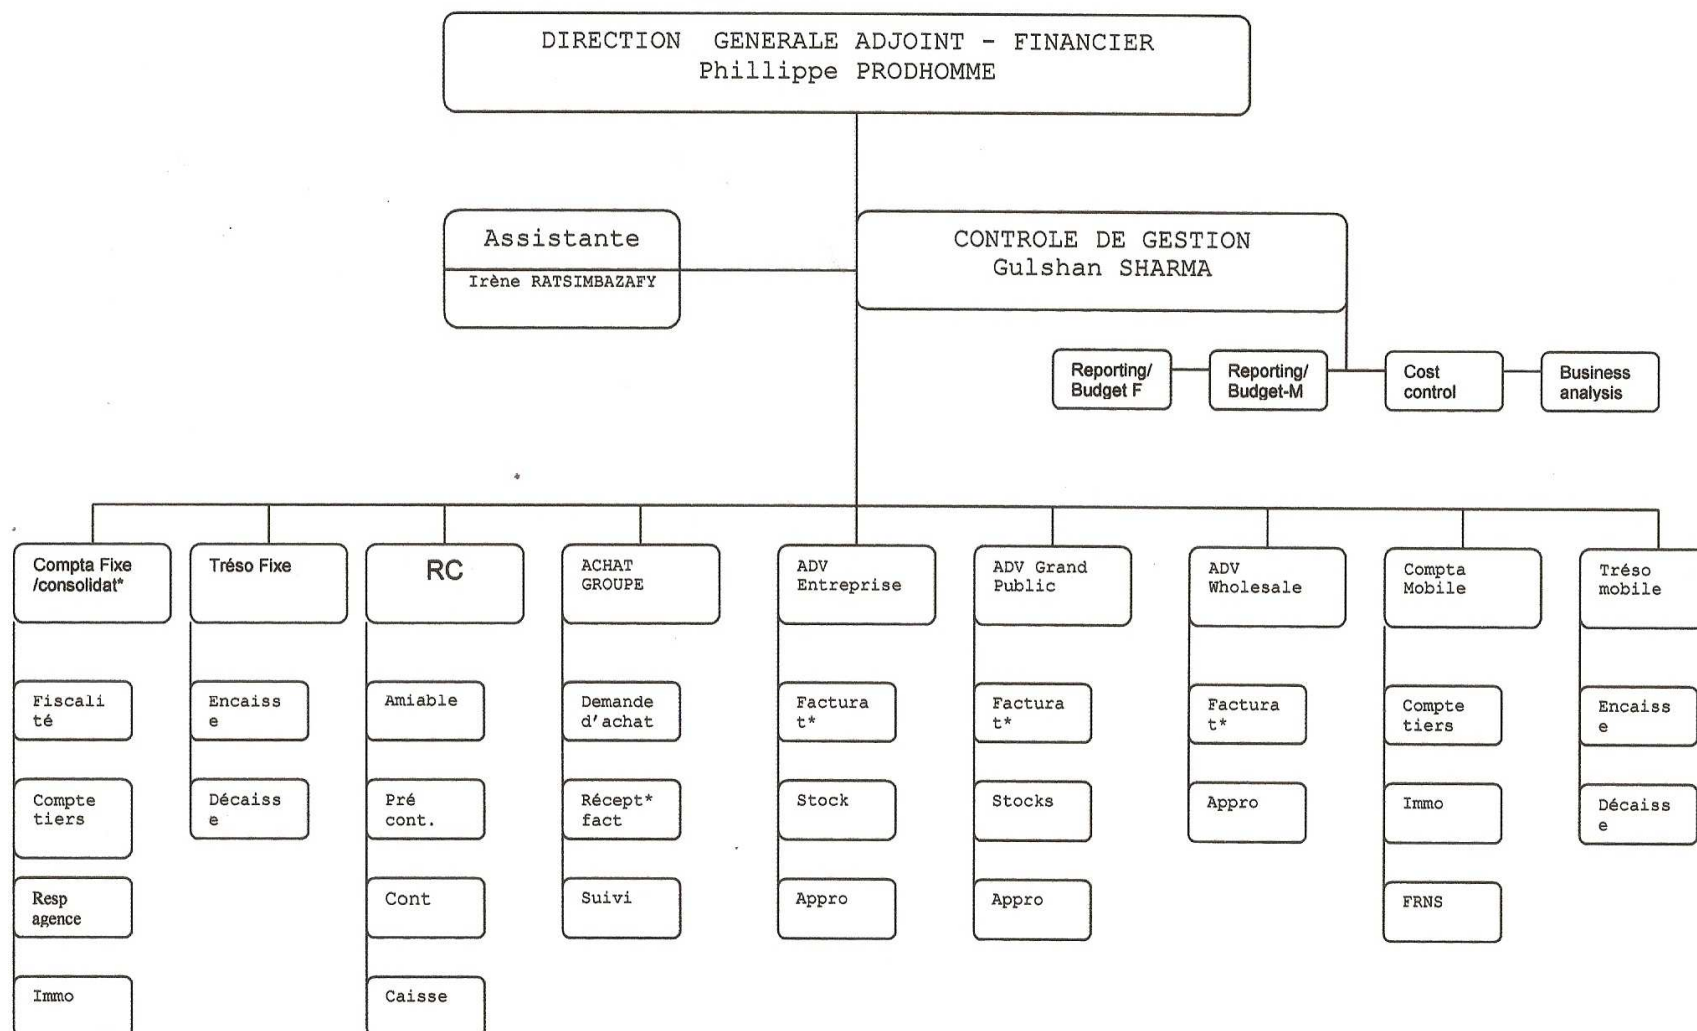 DIRECTION GENERALE ADJOINT - FINANCIER
Phillippe PRODHOMME
Assistante
Irène RATSIMBAZAFY
CONTROLE DE GESTION
Gulshan SHARMA
Reporting/
Budget F
Reporting/
Budget-M
Cost
control
Business
analysis
Compta Fixe
/consolidat*
Tréso Fixe
RC
ACHAT
GROUPE
ADV
Entreprise
ADV Grand
Public
ADV
Wholesale
Compta
Mobile
Tréso
mobile
Fiscali
té
Encaiss
e
Amiable
Demande
d'achat
Factura
t*
Factura
t*
Factura
t*
Compte
tiers
Encaiss
e
Compte
tiers
Décaiss
e
Pré
cont.
Récept*
fact
Stock
Stocks
Appro
Immo
Décaiss
e
Resp
agence
Cont
Suivi
Appro
Appro
FRNS
Immo
Caisse